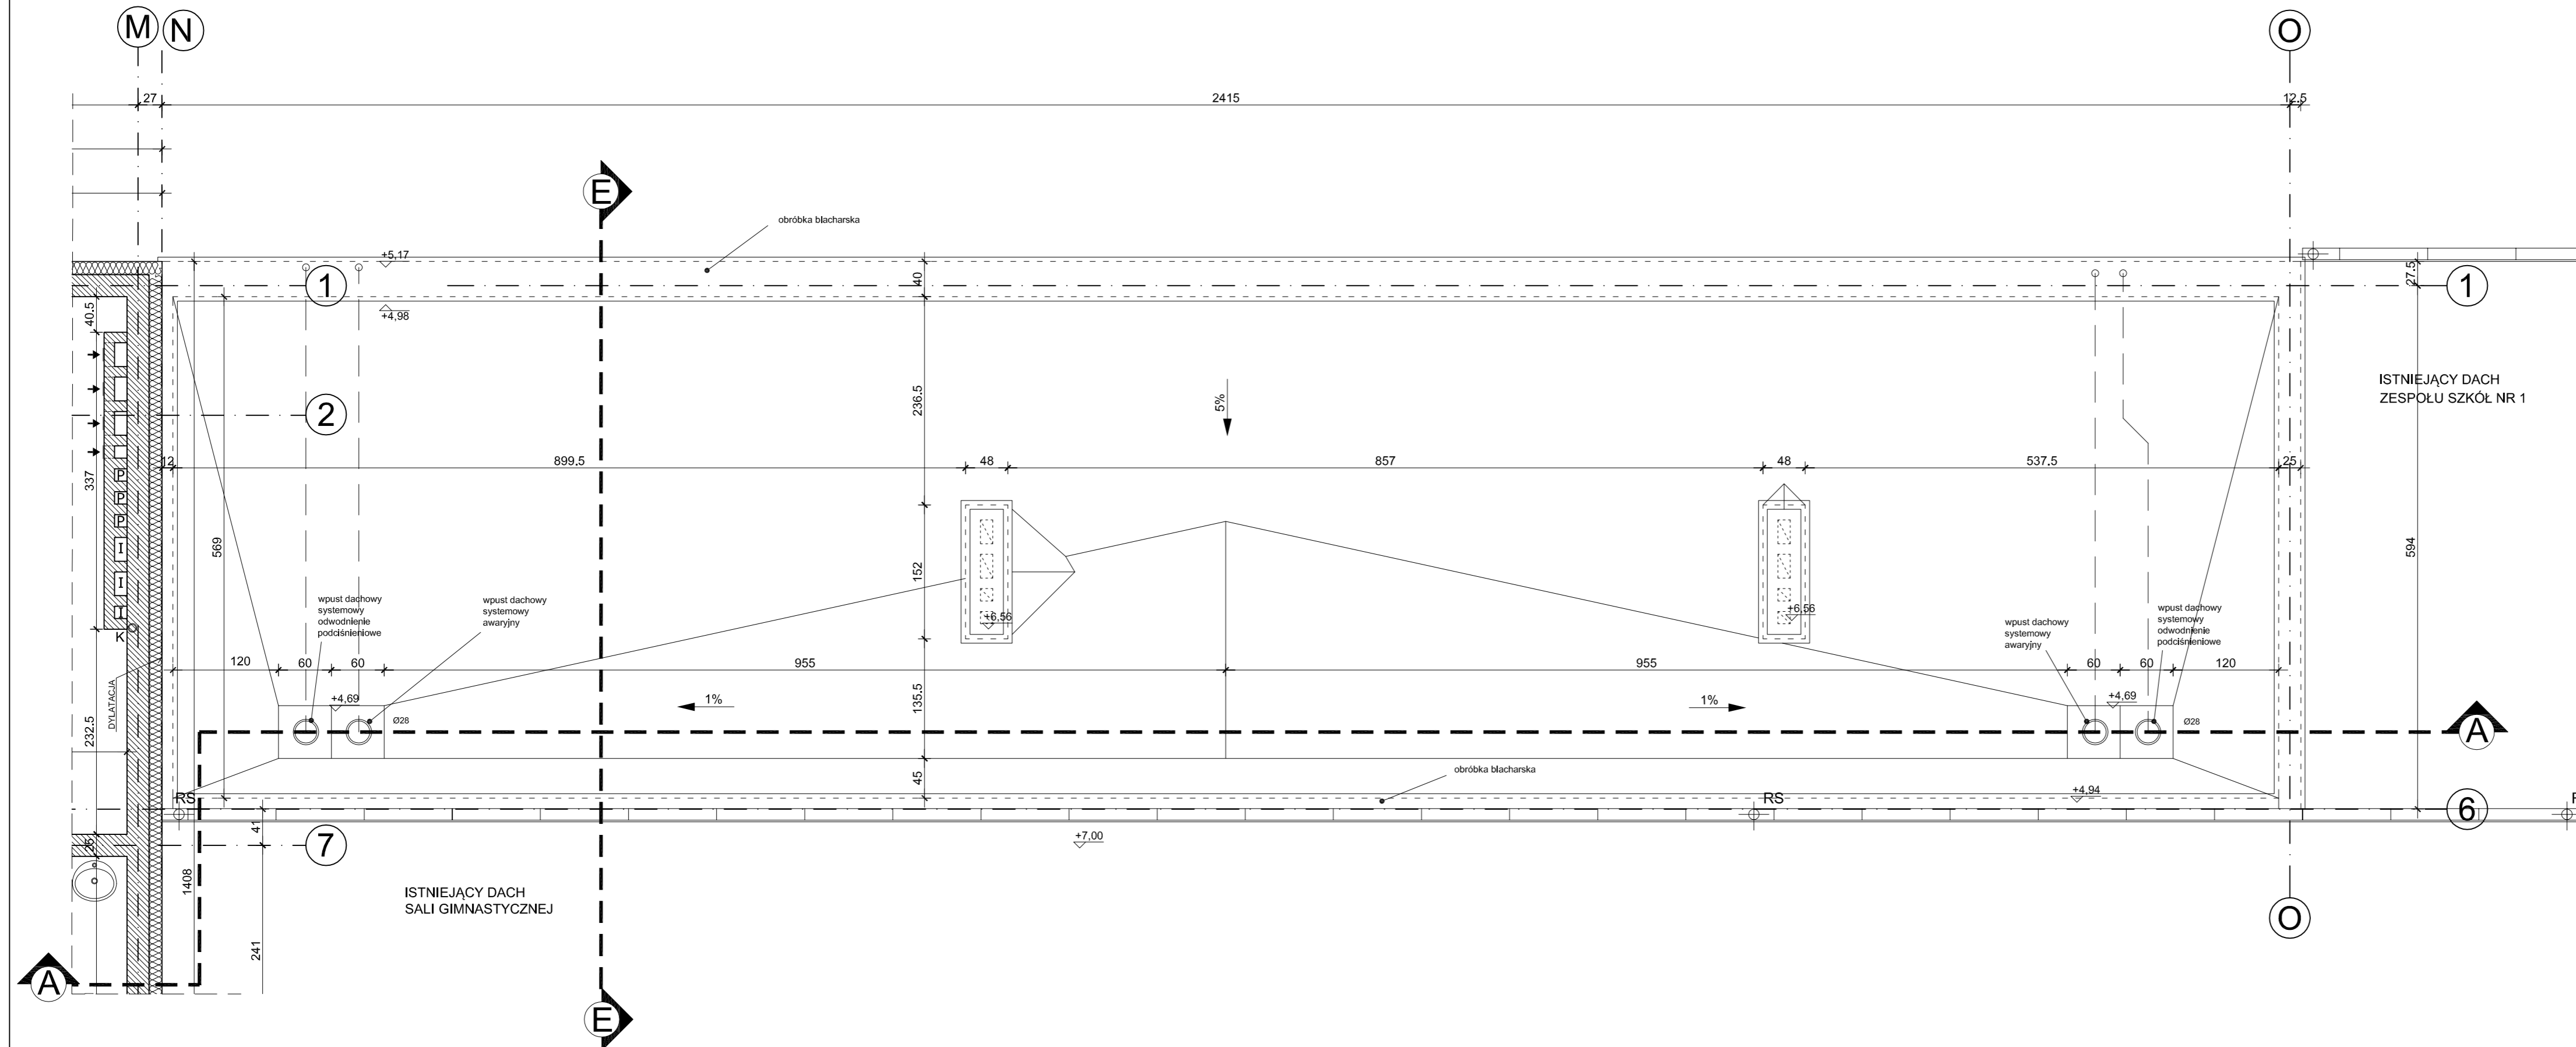 M
N
O
27
2415
12.5
E
obróbka blacharska
+5,17
1
40
27.5
1
+4,98
40.5
ISTNIEJĄCY DACH
ZESPOŁU SZKÓŁ NR 1
2
236.5
5%
12
899.5
48
857
48
537.5
25
337
P
P
P
I
I
I
K
569
152
594
+6,56
+6,56
wpust dachowy
systemowy
odwodnienie
podciśnieniowe
wpust dachowy
systemowy
awaryjny
wpust dachowy
systemowy
awaryjny
wpust dachowy
systemowy
odwodnienie
podciśnieniowe
120
60
60
955
955
60
60
120
DYLATACJA
+4,69
1%
135.5
1%
+4,69
232.5
Ø28
Ø28
A
45
obróbka blacharska
+4,94
RS
RS
6
41
7
+7,00
26
1408
ISTNIEJĄCY DACH
SALI GIMNASTYCZNEJ
O
241
A
E